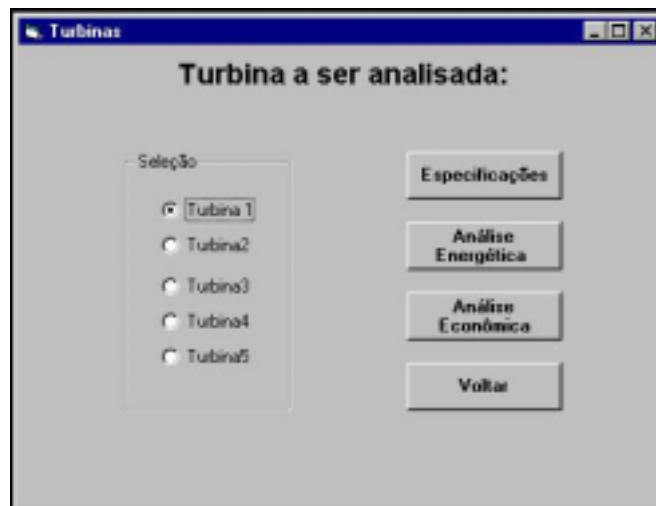 Turbinas
Turbina a ser analisada:
Seleção
Turbina 1
Turbina2
Turbina3
Turbina4
Turbina5
Especificações
Análise
Energética
Análise
Econômica
Voltar